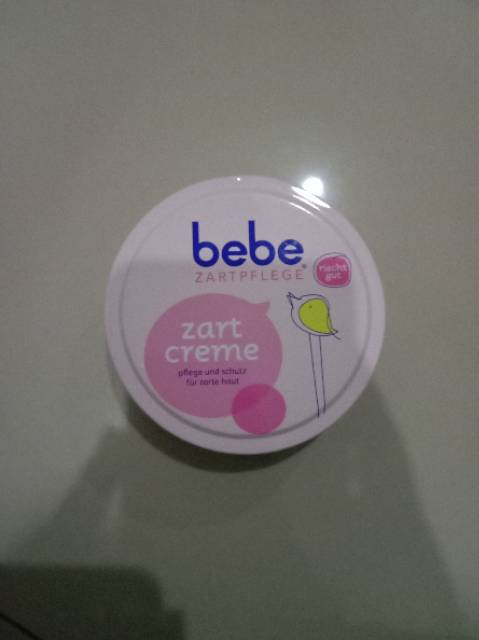 bebe®
ZARTPFLEGE
riecht
gut
zart
creme
pflege und schutz
für zarte haut